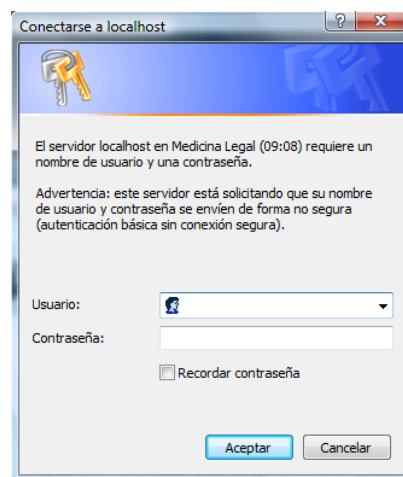 Conectarse a localhost
El servidor localhost en Medicina Legal (09:08) requiere un
nombre de usuario y una contraseña.
Advertencia: este servidor está solicitando que su nombre
de usuario y contraseña se envíen de forma no segura
(autenticación básica sin conexión segura).
Usuario:
Contraseña:
Recordar contraseña
Aceptar Cancelar